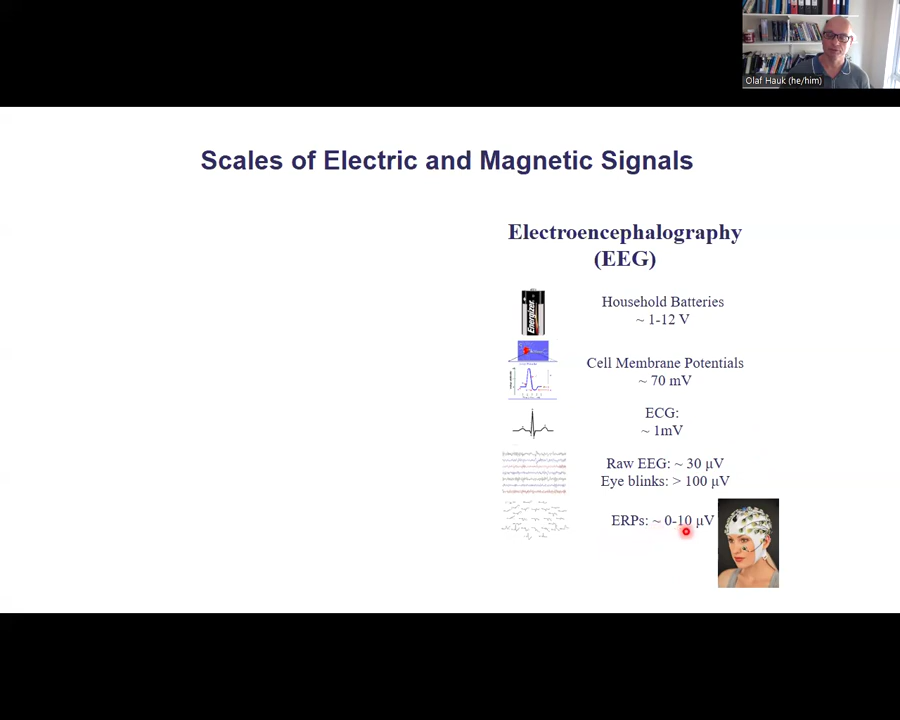 Olaf Hauk (he/him)
Scales of Electric and Magnetic Signals
Electroencephalography
(EEG)
Energizer
Household Batteries
~ 1-12 V
Cell Membrane Potentials
~ 70 mV
ECG:
~ 1mV
Raw EEG: ~ 30 µV
Eye blinks: > 100 µV
ERPs: ~ 0-10 µV